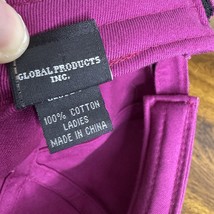 GLOBAL PRODUCTS
INC.
100% COTTON
LADIES
MADE IN CHINA